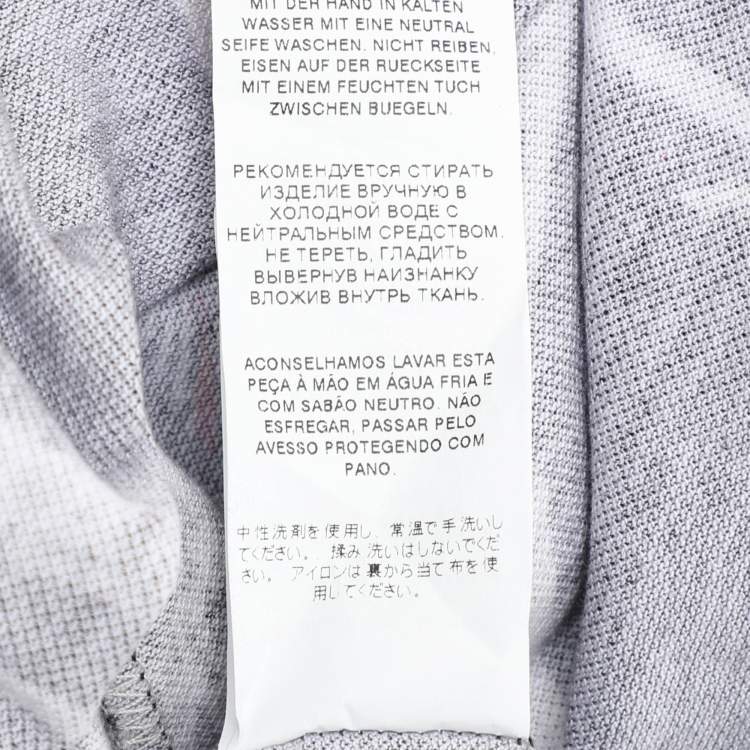 MIT DER HAND IN KALTEN
WASSER MIT EINE NEUTRAL
SEIFE WASCHEN. NICHT REIBEN.
EISEN AUF DER RUECKSEITE
MIT EINEM FEUCHTEN TUCH
ZWISCHEN BUEGELN.
РЕКОМЕНДУЕТСЯ СТИРАТЬ
ИЗДЕЛИЕ ВРУЧНУЮ В
ХОЛОДНОЙ ВОДЕ С
НЕЙТРАЛЬНЫМ СРЕДСТВОМ.
НЕ ТЕРЕТЬ, ГЛАДИТЬ
ВЫВЕРНУВ НАИЗНАНКУ
ВЛОЖИВ ВНУТРЬ ТКАНЬ.
ACONSELHAMOS LAVAR ESTA
PEÇA À MÃO EM ÁGUA FRIA E
COM SABÃO NEUTRO. NÃO
ESFREGAR, PASSAR PELO
AVESSO PROTEGENDO COM
PANO.
中性洗剤を使用し、常温で手洗いし
てください。揉み洗いはしないでくだ
さい。アイロンは裏から当て布を使
用してください。